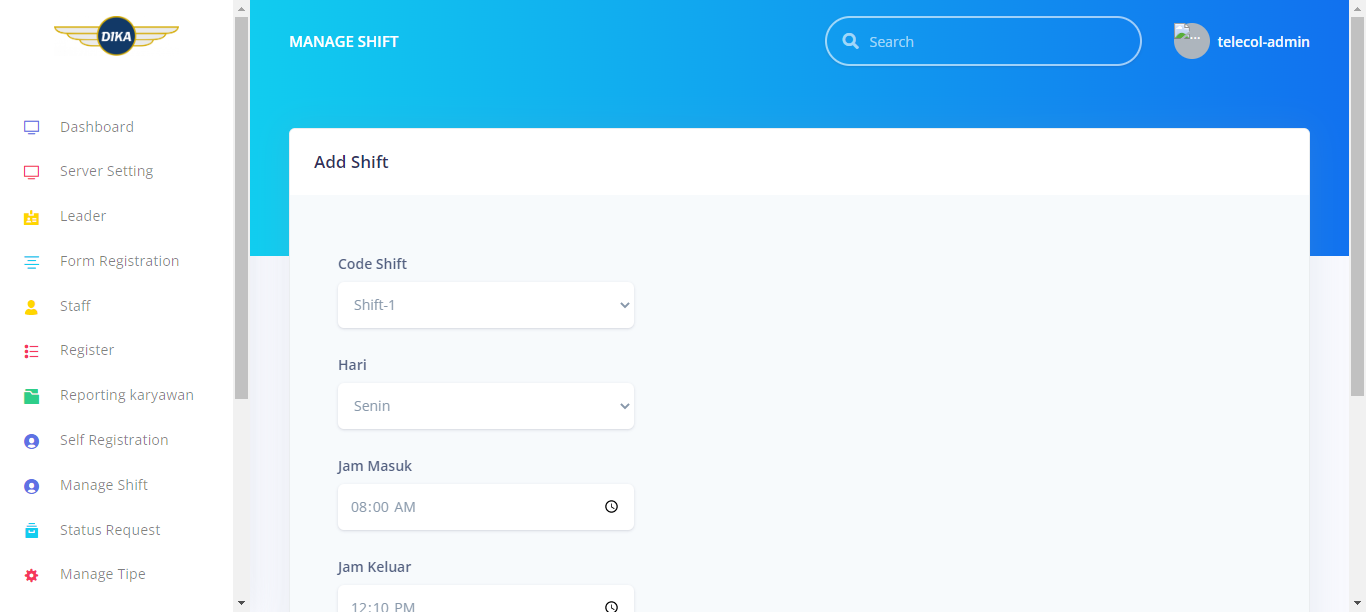 DIKA
MANAGE SHIFT
Search
...
telecol-admin
Dashboard
Server Setting
Leader
Form Registration
Staff
Register
Reporting karyawan
Self Registration
Manage Shift
Status Request
Manage Tipe
Add Shift
Code Shift
Shift-1
Hari
Senin
Jam Masuk
08:00 AM
Jam Keluar
12:10 PM